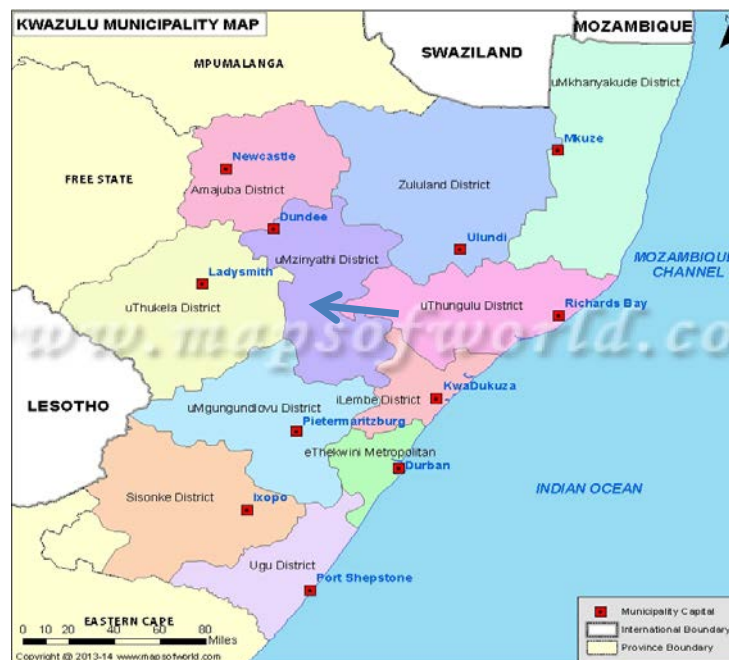 KWAZULU MUNICIPALITY MAP
MOZAMBIQUE
SWAZILAND
MPUMALANGA
uMkhanyakude District
Mkuze
Newcastle
FREE STATE
Amajuba District
Zululand District
Dundee
Ulundi
uMzinyathi District
MOZAMBIQUE
CHANNEL
Ladysmith
uThukela District
uThungulu District
Richards Bay
www.mapsofworld.com
KwaDukuza
iLembe District
LESOTHO
uMgungundlovu District
Pietermaritzburg
eThekwini Metropolitan
Durban
INDIAN OCEAN
Sisonke District
Ixopo
Ugu District
Port Shepstone
EASTERN CAPE
0 20 40 60 80
Miles
Copyright @ 2013-14 www.mapsofworld.com
Municipality Capital
International Boundary
Province Boundary